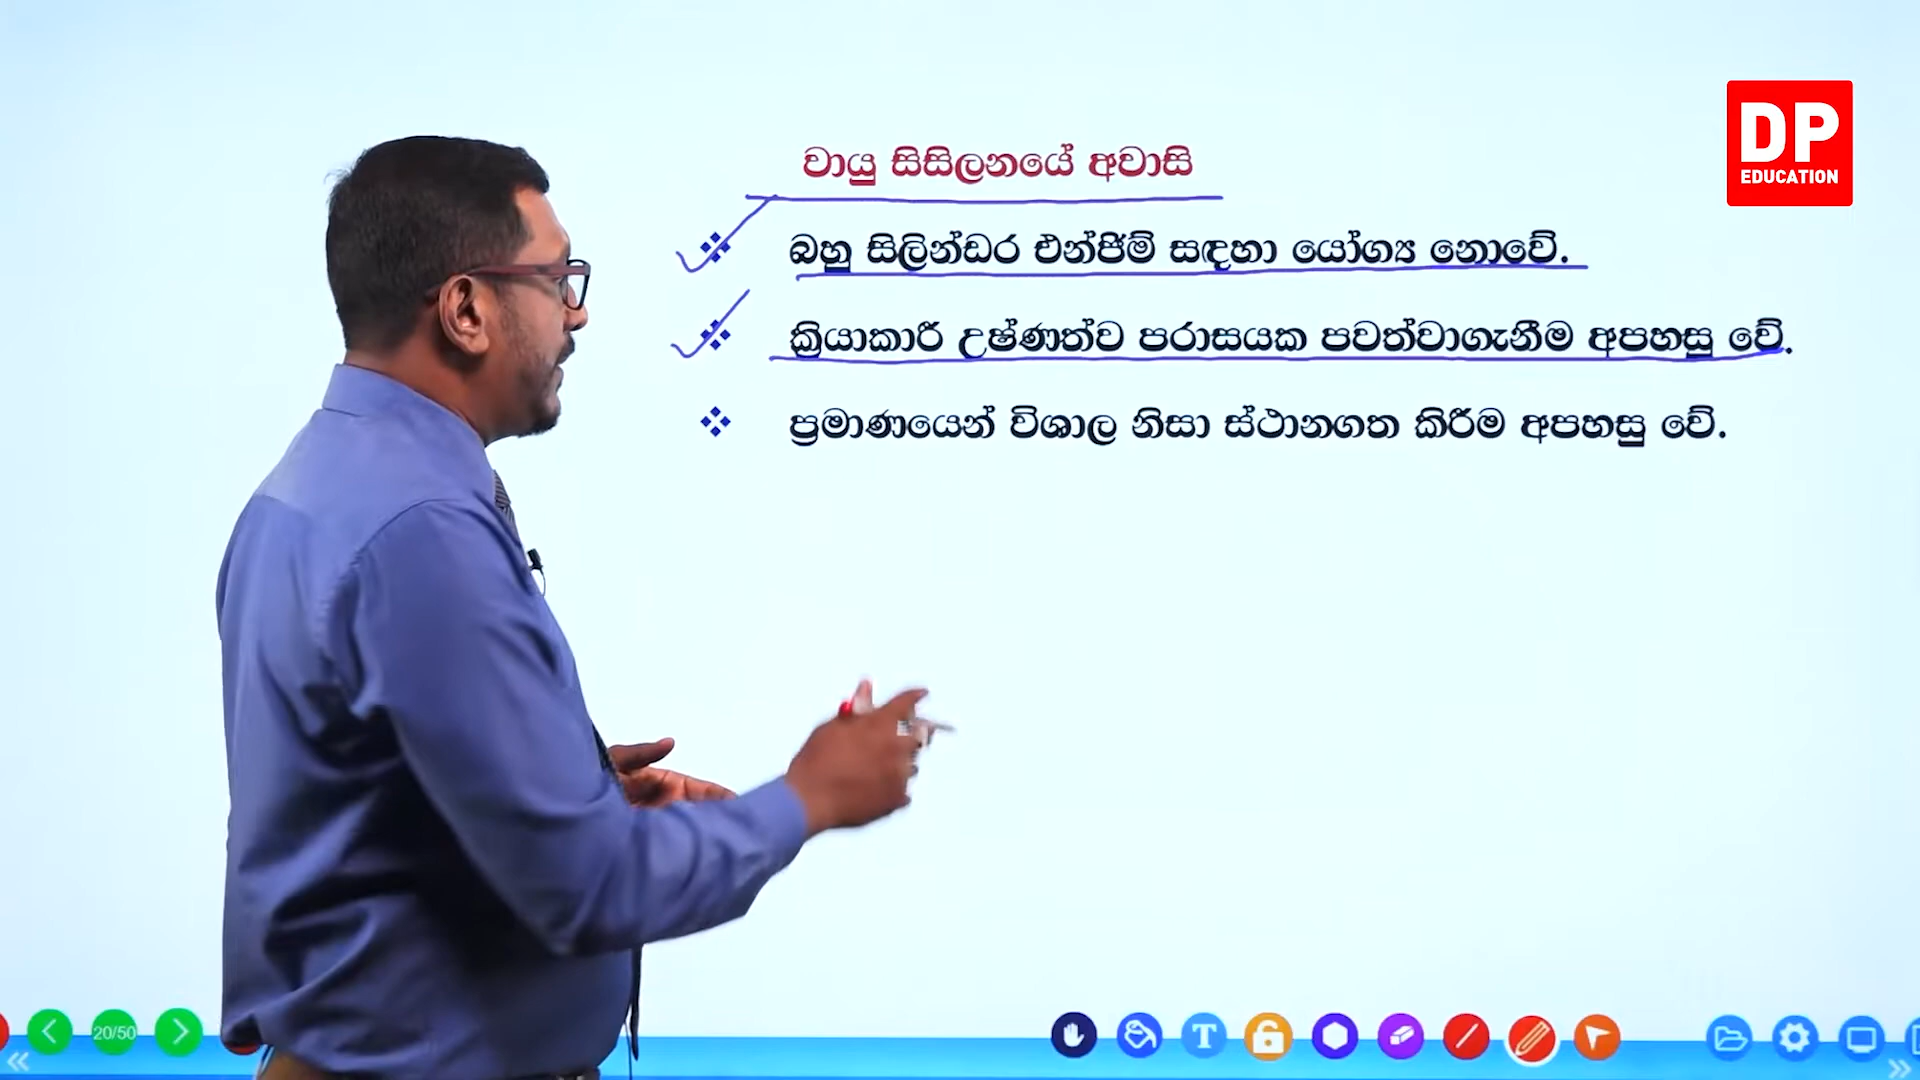 DP
EDUCATION
වායු සිසිලනයේ අවාසි
❖ බහු සිලින්ඩර එන්ජිම් සඳහා යෝග්‍ය නොවේ.
❖ ක්‍රියාකාරී උෂ්ණත්ව පරාසයක පවත්වාගැනීම අපහසු වේ.
❖ ප්‍රමාණයෙන් විශාල නිසා ස්ථානගත කිරීම අපහසු වේ.
20/50
T